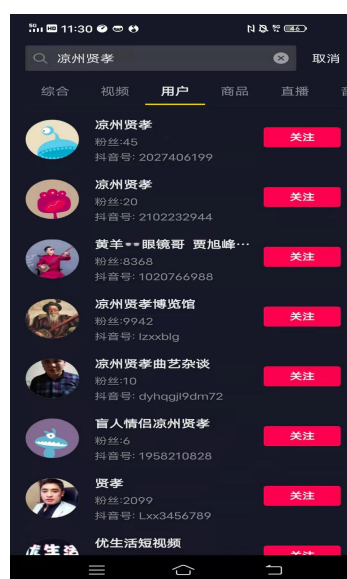 5G 11:30 46
凉州贤孝 取消
综合 视频 用户 商品 直播
凉州贤孝
粉丝:45
抖音号: 2027406199
关注
凉州贤孝
粉丝:20
抖音号: 2102232944
关注
黄羊**眼镜哥 贾旭峰…
粉丝:8368
抖音号: 1020766988
关注
凉州贤孝博览馆
粉丝:9942
抖音号: lzxxblg
关注
凉州贤孝曲艺杂谈
粉丝:10
抖音号: dyhqgjl9dm72
关注
盲人情侣凉州贤孝
粉丝:6
抖音号: 1958210828
关注
贤孝
粉丝:2099
抖音号: Lxx3456789
关注
优生活短视频